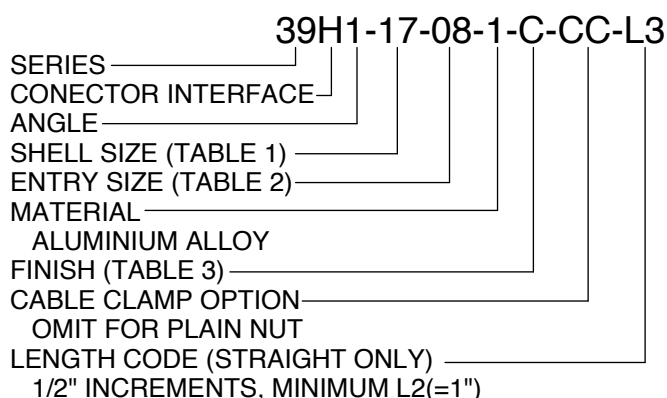 39H1-17-08-1-C-CC-L3
SERIES
CONECTOR INTERFACE
ANGLE
SHELL SIZE (TABLE 1)
ENTRY SIZE (TABLE 2)
MATERIAL
ALUMINIUM ALLOY
FINISH (TABLE 3)
CABLE CLAMP OPTION
OMIT FOR PLAIN NUT
LENGTH CODE (STRAIGHT ONLY)
1/2" INCREMENTS, MINIMUM L2(=1")